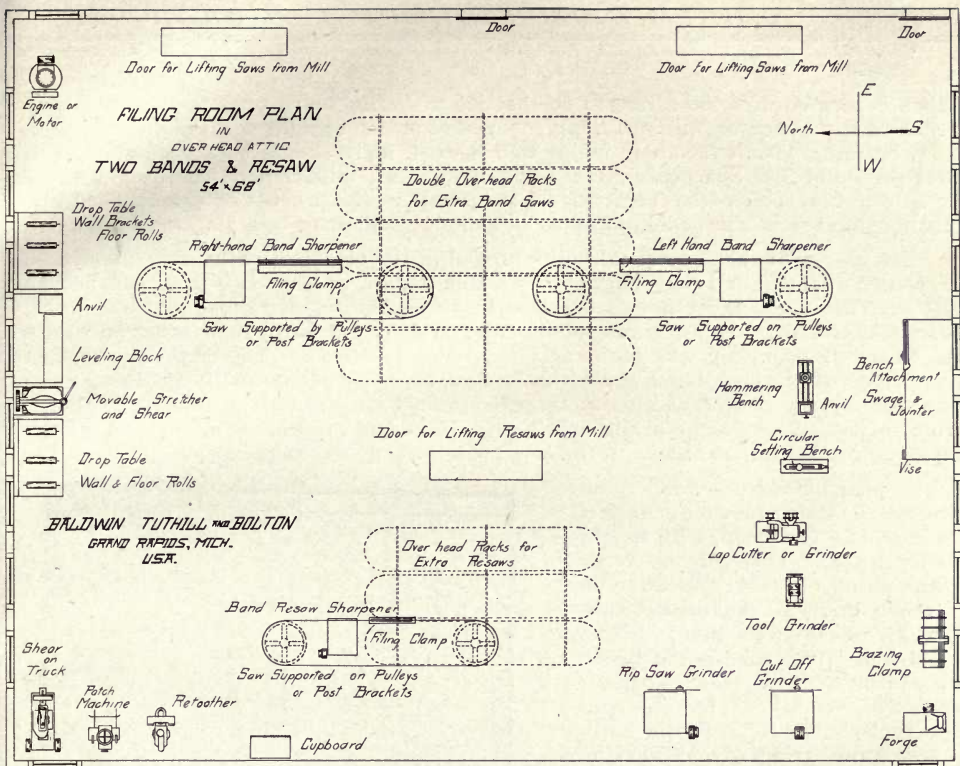 Door
Door
Door for Lifting Saws from Mill
Door for Lifting Saws from Mill
Engine or
Motor
FILING ROOM PLAN
IN
OVERHEAD ATTIC
TWO BANDS & RESAW
54'x68'
E
North
S
W
Double Overhead Racks
for Extra Band Saws
Drop Table
Wall Brackets
Floor Rolls
Right-hand Band Sharpener
Filing Clamp
Saw Supported by Pulleys
or Post Brackets
Left Hand Band Sharpener
Filing Clamp
Saw Supported on Pulleys
or Post Brackets
Anvil
Leveling Block
Movable Stretcher
and Shear
Drop Table
Wall & Floor Rolls
Bench
Attachment
Swage &
Jointer
Vise
Hammering
Bench
Anvil
Circular
Setting Bench
Door for Lifting Resaws from Mill
BALDWIN TUTHILL AND BOLTON
GRAND RAPIDS, MICH.
U.S.A.
Over head Racks for
Extra Resaws
Lap Cutter or Grinder
Tool Grinder
Band Resaw Sharpener
Filing Clamp
Saw Supported on Pulleys
or Post Brackets
Brazing
Clamp
Shear
on
Truck
Patch
Machine
Retoother
Rip Saw Grinder
Cut Off
Grinder
Cupboard
Forge